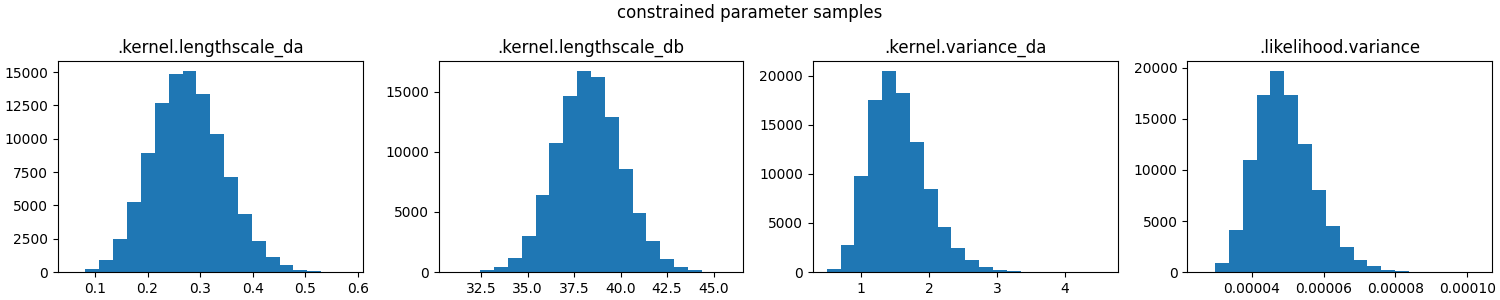 constrained parameter samples
.kernel.lengthscale_da
.kernel.lengthscale_db
.kernel.variance_da
.likelihood.variance
15000
12500
10000
7500
5000
2500
0
0.1 0.2 0.3 0.4 0.5 0.6
15000
10000
5000
0
32.5 35.0 37.5 40.0 42.5 45.0
20000
15000
10000
5000
0
1 2 3 4
20000
15000
10000
5000
0
0.00004 0.00006 0.00008 0.00010